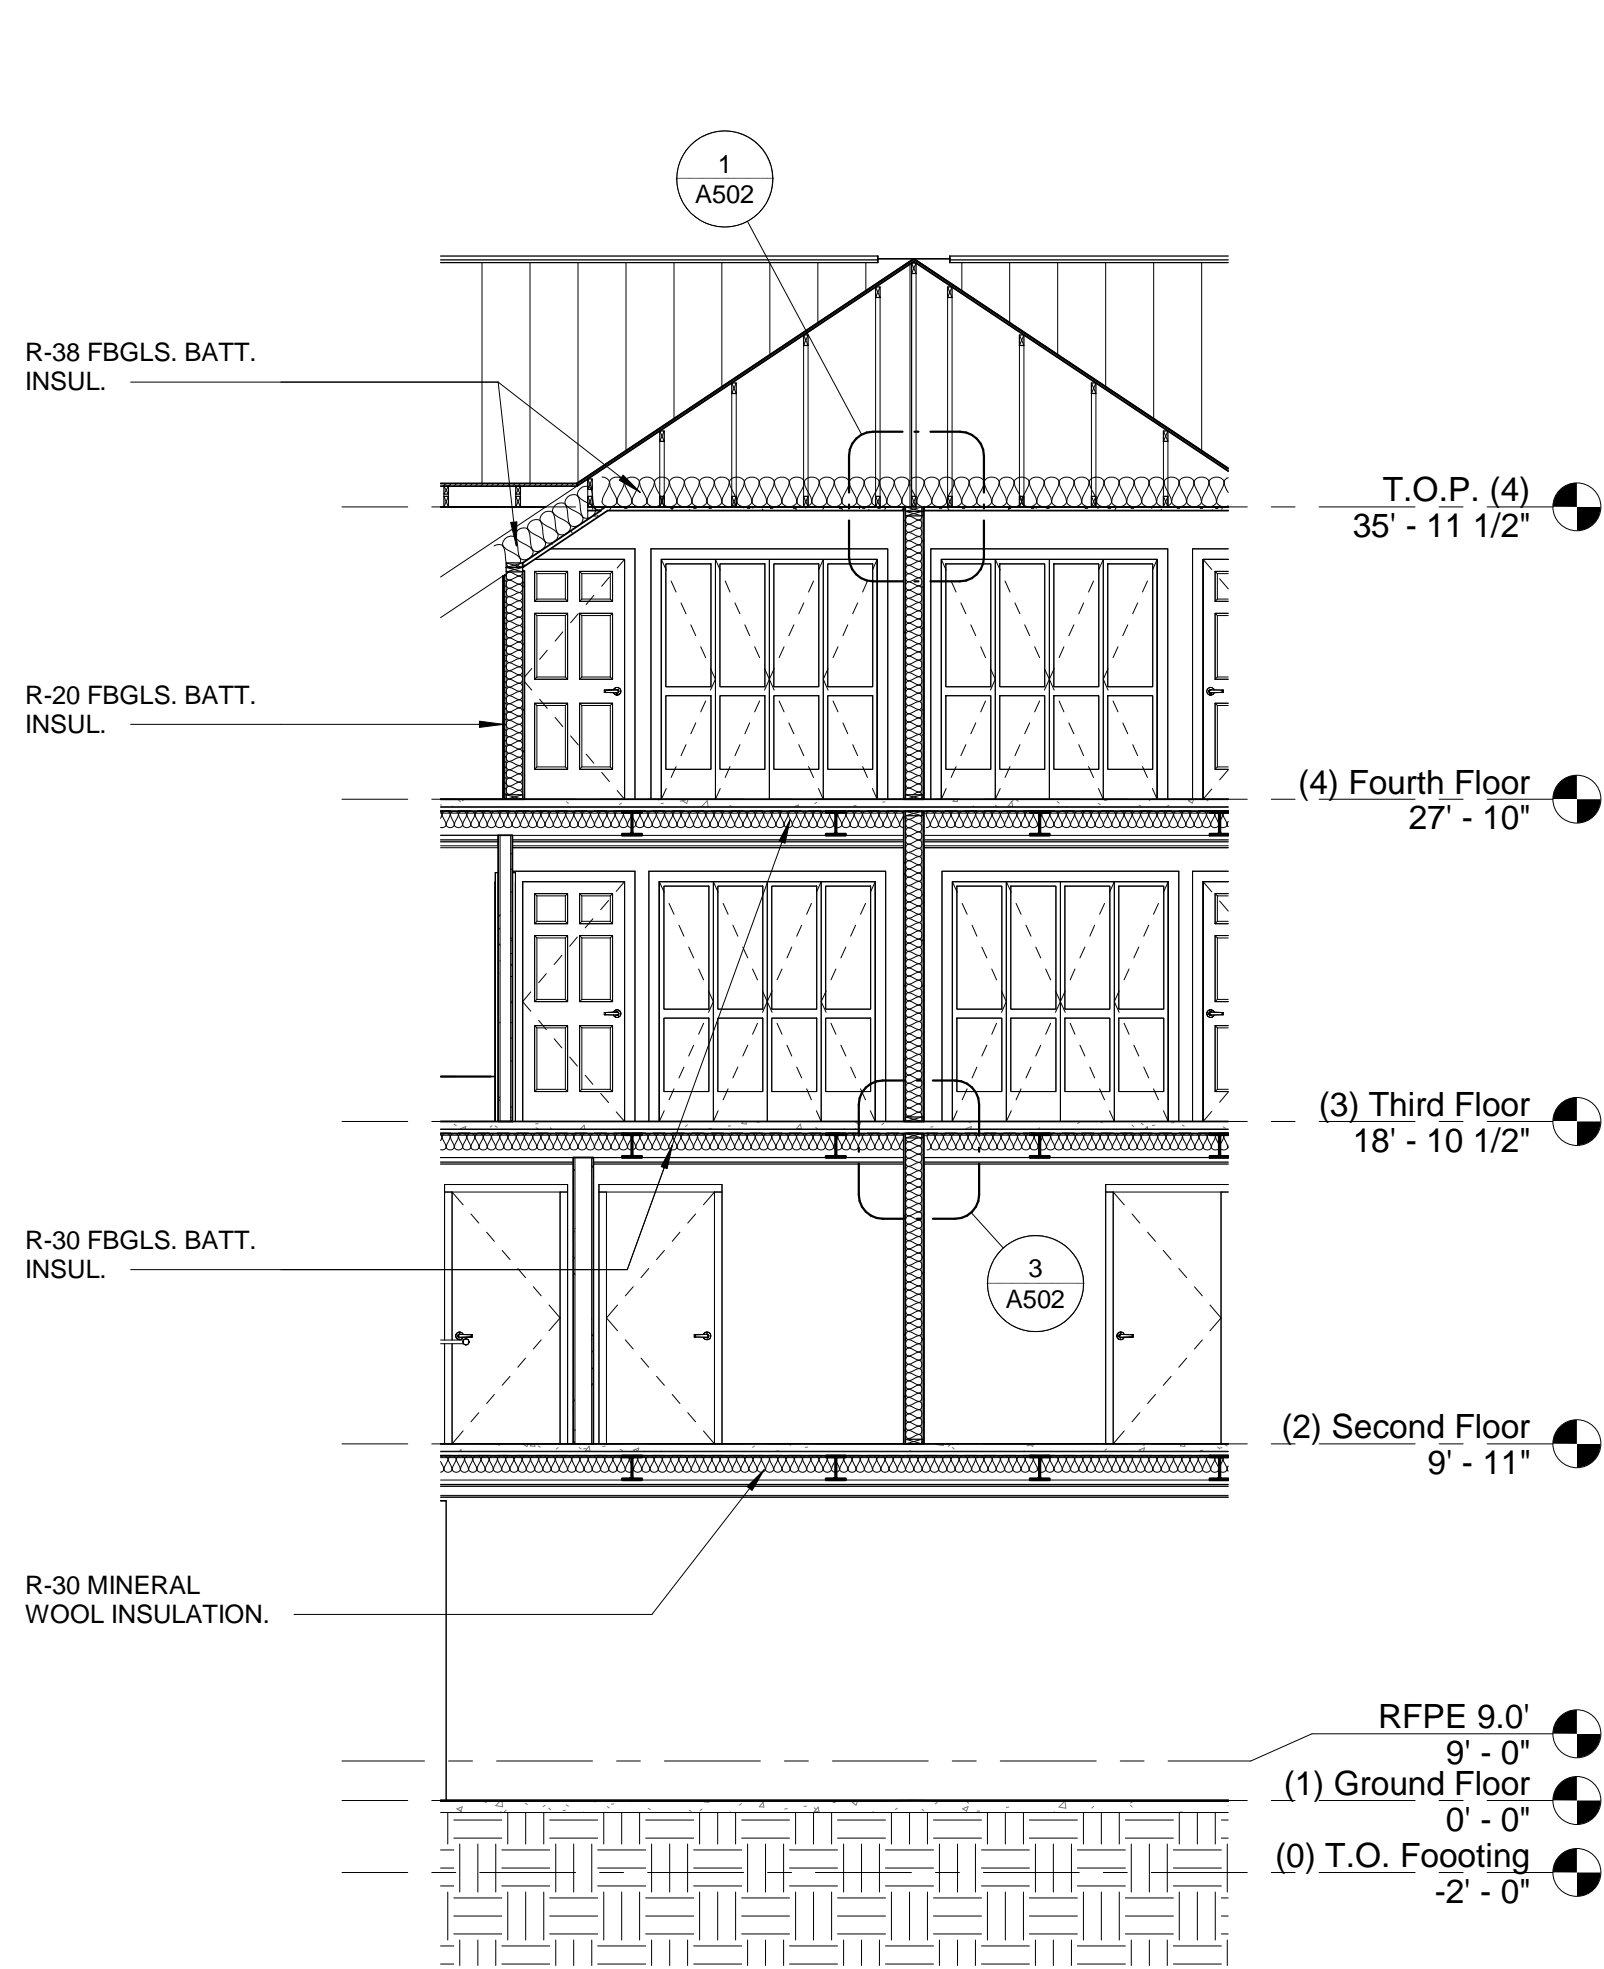 1
A502
R-38 FBGLS. BATT.
INSUL.
T.O.P. (4)
35' - 11 1/2"
R-20 FBGLS. BATT.
INSUL.
(4) Fourth Floor
27' - 10"
(3) Third Floor
18' - 10 1/2"
R-30 FBGLS. BATT.
INSUL.
3
A502
(2) Second Floor
9' - 11"
R-30 MINERAL
WOOL INSULATION.
RFPE 9.0'
9' - 0"
(1) Ground Floor
0' - 0"
(0) T.O. Foooting
-2' - 0"